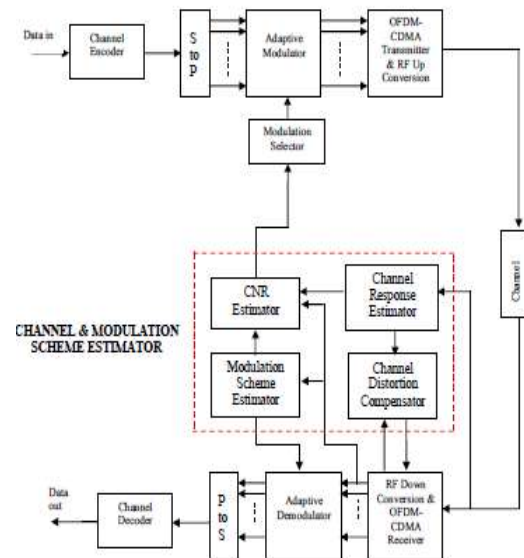 Data in
Channel
Encoder
S
to
P
Adaptive
Modulator
OFDM-
CDMA
Transmitter
& RF Up
Conversion
Modulation
Selector
Channel
CNR
Estimator
Channel
Response
Estimator
CHANNEL & MODULATION
SCHEME ESTIMATOR
Modulation
Scheme
Estimator
Channel
Distortion
Compensator
Data
out
Channel
Decoder
p
to
S
Adaptive
Demodulator
RF Down
Conversion &
OFDM-
CDMA
Receiver